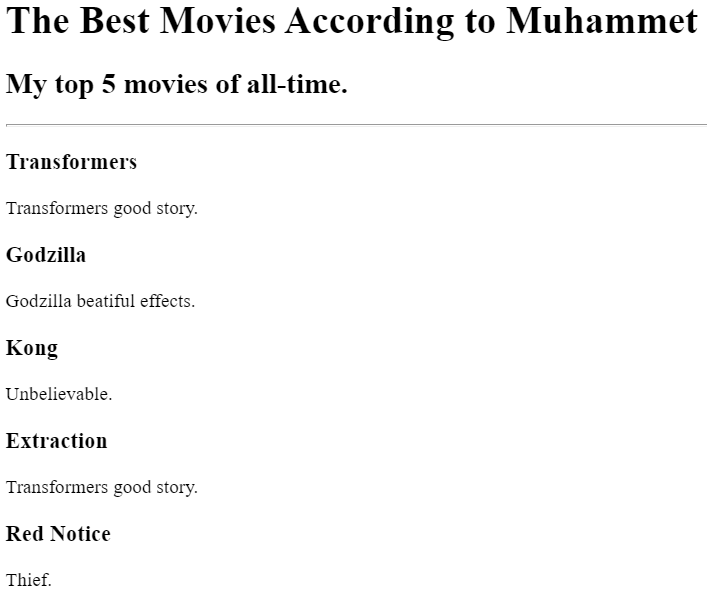 The Best Movies According to Muhammet
My top 5 movies of all-time.
Transformers
Transformers good story.
Godzilla
Godzilla beatiful effects.
Kong
Unbelievable.
Extraction
Transformers good story.
Red Notice
Thief.